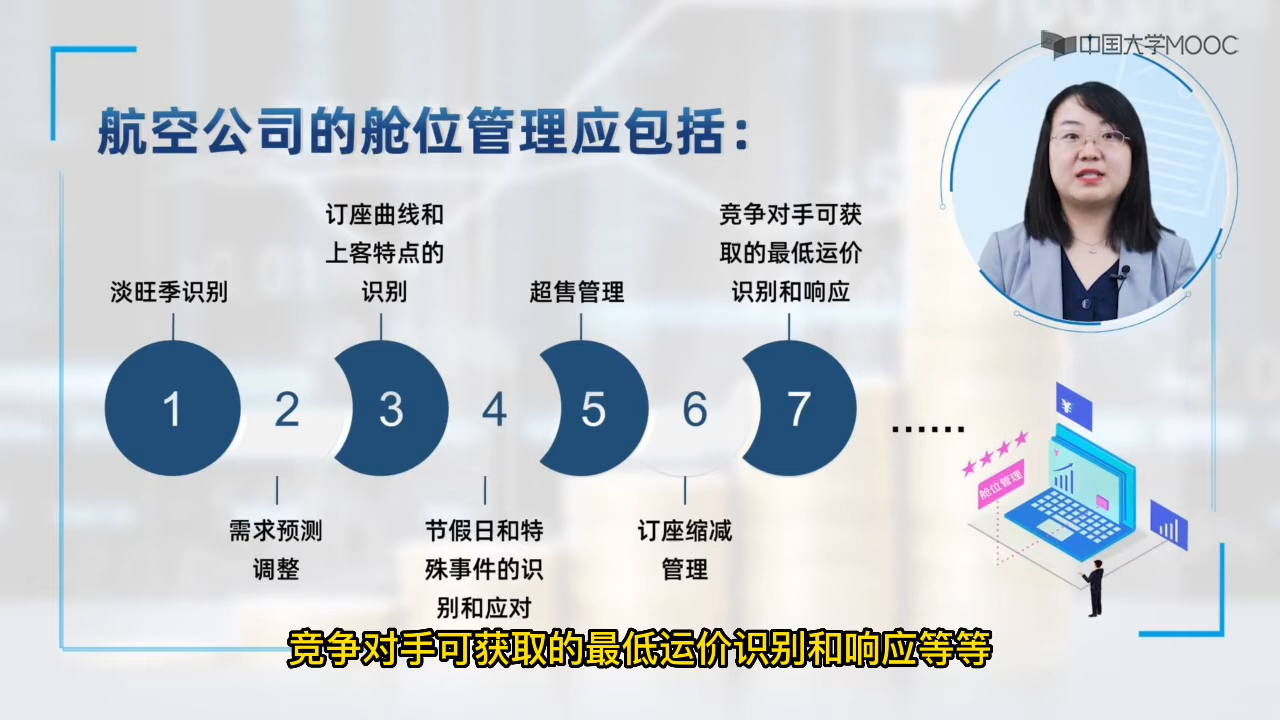 中国大学MOOC
航空公司的舱位管理应包括：
订座曲线和
上客特点的
识别
竞争对手可获
取的最低运价
识别和响应
淡旺季识别
超售管理
1
2
3
4
5
6
7
……
舱位管理
需求预测
调整
节假日和特
殊事件的识
别和应对
订座缩减
管理
竞争对手可获取的最低运价识别和响应等等